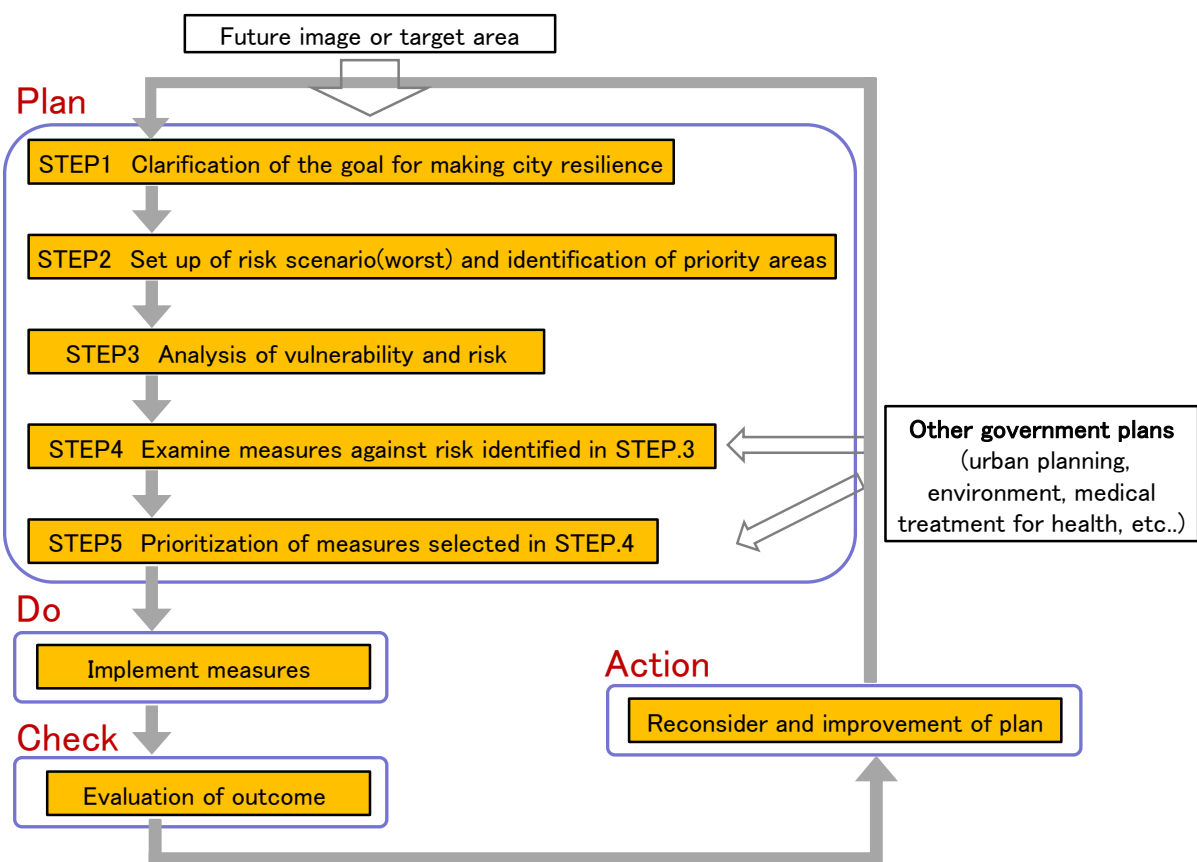 Future image or target area
Plan
STEP1 Clarification of the goal for making city resilience
STEP2 Set up of risk scenario(worst) and identification of priority areas
STEP3 Analysis of vulnerability and risk
STEP4 Examine measures against risk identified in STEP.3
STEP5 Prioritization of measures selected in STEP.4
Other government plans
(urban planning,
environment, medical
treatment for health, etc..)
Do
Implement measures
Check
Evaluation of outcome
Action
Reconsider and improvement of plan